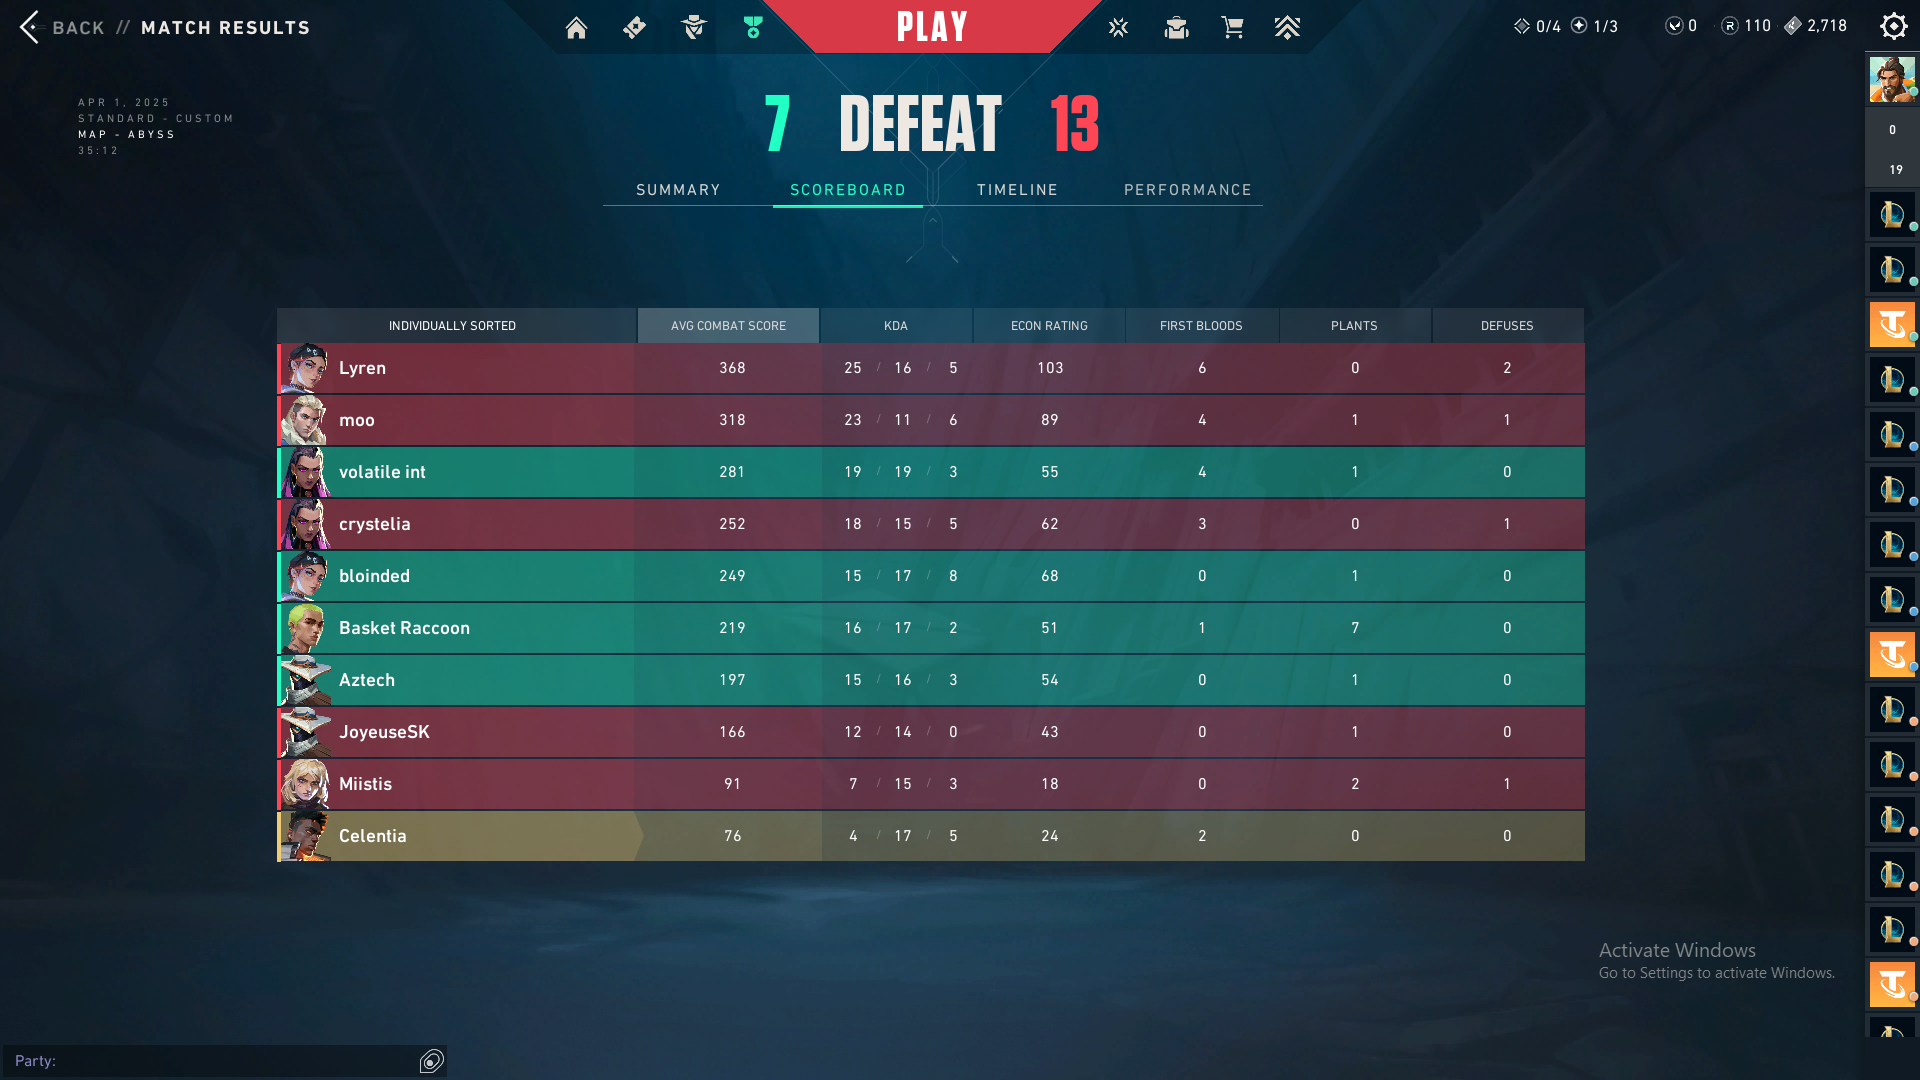 BACK // MATCH RESULTS
PLAY
0/4 1/3 0 R 110 2,718
APR 1, 2025
STANDARD - CUSTOM
MAP - ABYSS
35:12
7 DEFEAT 13
0
19
SUMMARY SCOREBOARD TIMELINE PERFORMANCE
INDIVIDUALLY SORTED AVG COMBAT SCORE KDA ECON RATING FIRST BLOODS PLANTS DEFUSES
Lyren 368 25 / 16 / 5 103 6 0 2
moo 318 23 / 11 / 6 89 4 1 1
volatile int 281 19 / 19 / 3 55 4 1 0
crystelia 252 18 / 15 / 5 62 3 0 1
bloinded 249 15 / 17 / 8 68 0 1 0
Basket Raccoon 219 16 / 17 / 2 51 1 7 0
Aztech 197 15 / 16 / 3 54 0 1 0
JoyeuseSK 166 12 / 14 / 0 43 0 1 0
Miistis 91 7 / 15 / 3 18 0 2 1
Celentia 76 4 / 17 / 5 24 2 0 0
Activate Windows
Go to Settings to activate Windows.
Party: